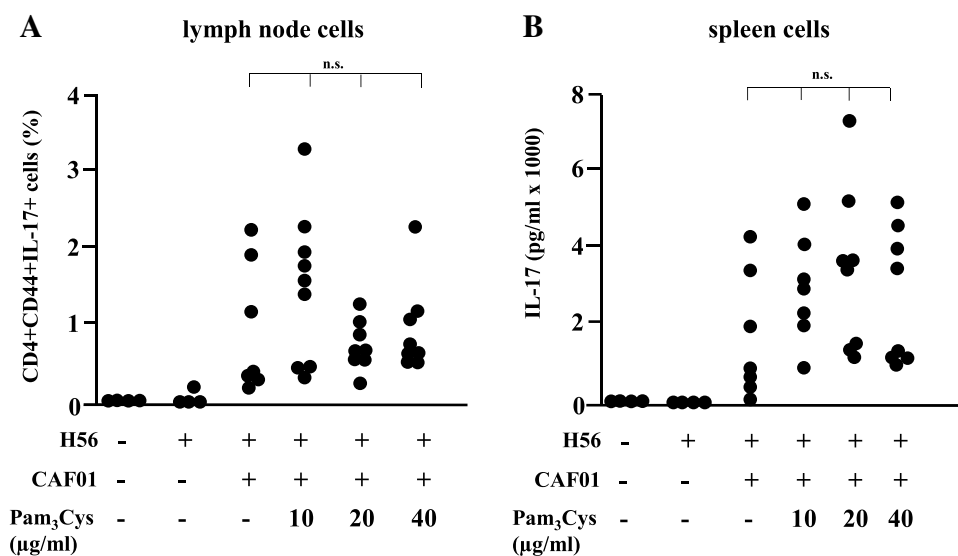 A lymph node cells
n.s.
CD4+CD44+IL-17+ cells (%)
4
3
2
1
0
H56 - + + + + +
CAF01 - - + + + +
Pam₃Cys - - - 10 20 40
(µg/ml)
B spleen cells
n.s.
IL-17 (pg/ml x 1000)
8
6
4
2
0
H56 - + + + + +
CAF01 - - + + + +
Pam₃Cys - - - 10 20 40
(µg/ml)